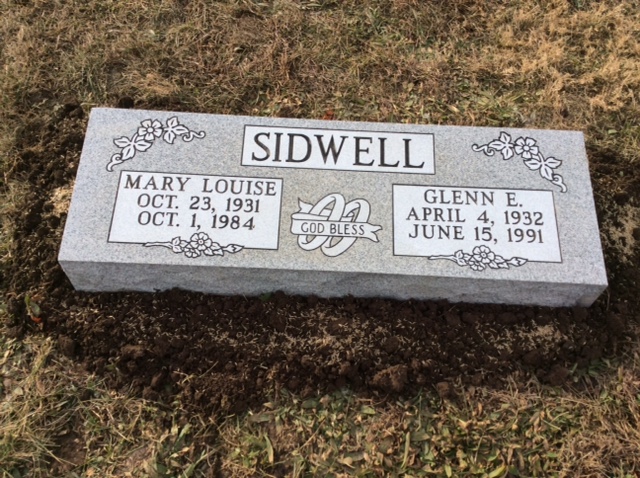 SIDWELL
MARY LOUISE
OCT. 23, 1931
OCT. 1, 1984
GOD BLESS
GLENN E.
APRIL 4, 1932
JUNE 15, 1991